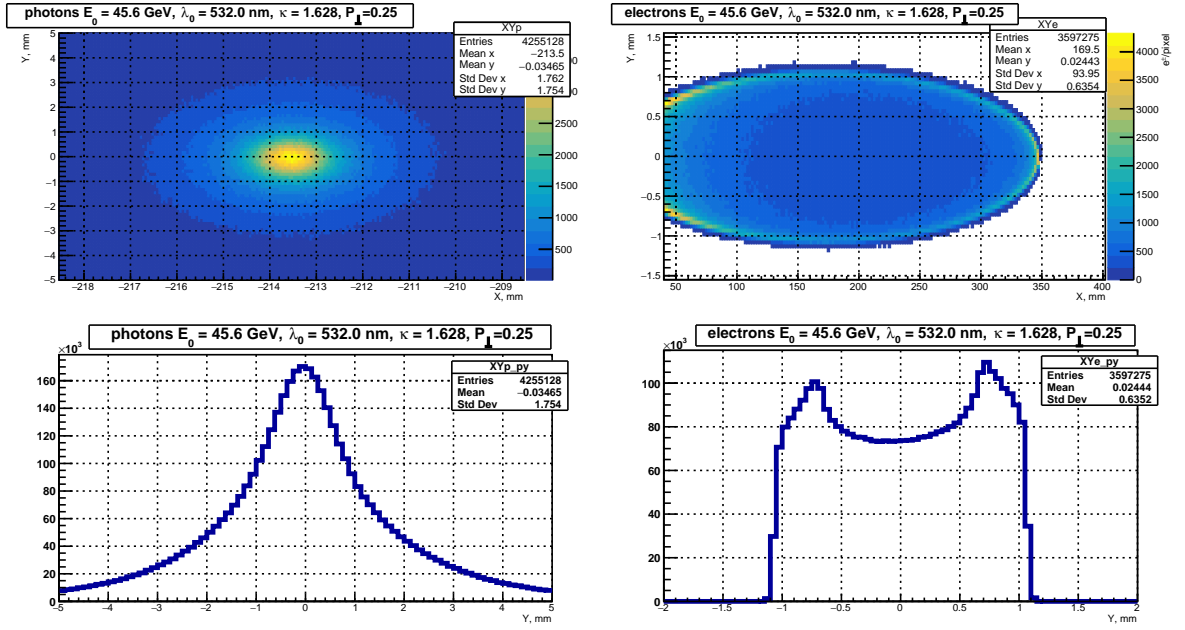 photons E₀ = 45.6 GeV, λ₀ = 532.0 nm, κ = 1.628, P⊥=0.25
Y, mm
5
4
3
2
1
0
−1
−2
−3
−4
−5
−218 −217 −216 −215 −214 −213 −212 −211 −210 −209
X, mm
XYp
Entries 4255128
Mean x −213.5
Mean y −0.03465
Std Dev x 1.762
Std Dev y 1.754
2500
2000
1500
1000
500
electrons E₀ = 45.6 GeV, λ₀ = 532.0 nm, κ = 1.628, P⊥=0.25
Y, mm
1.5
1
0.5
0
−0.5
−1
−1.5
50 100 150 200 250 300 350 400
X, mm
XYe
Entries 3597275
Mean x 169.5
Mean y 0.02443
Std Dev x 93.95
Std Dev y 0.6354
e±/pixel
4000
3500
3000
2500
2000
1500
1000
500
0
photons E₀ = 45.6 GeV, λ₀ = 532.0 nm, κ = 1.628, P⊥=0.25
×10³
160
140
120
100
80
60
40
20
0
−5 −4 −3 −2 −1 0 1 2 3 4 5
Y, mm
XYp_py
Entries 4255128
Mean −0.03465
Std Dev 1.754
electrons E₀ = 45.6 GeV, λ₀ = 532.0 nm, κ = 1.628, P⊥=0.25
×10³
100
80
60
40
20
0
−2 −1.5 −1 −0.5 0 0.5 1 1.5 2
Y, mm
XYe_py
Entries 3597275
Mean 0.02444
Std Dev 0.6352